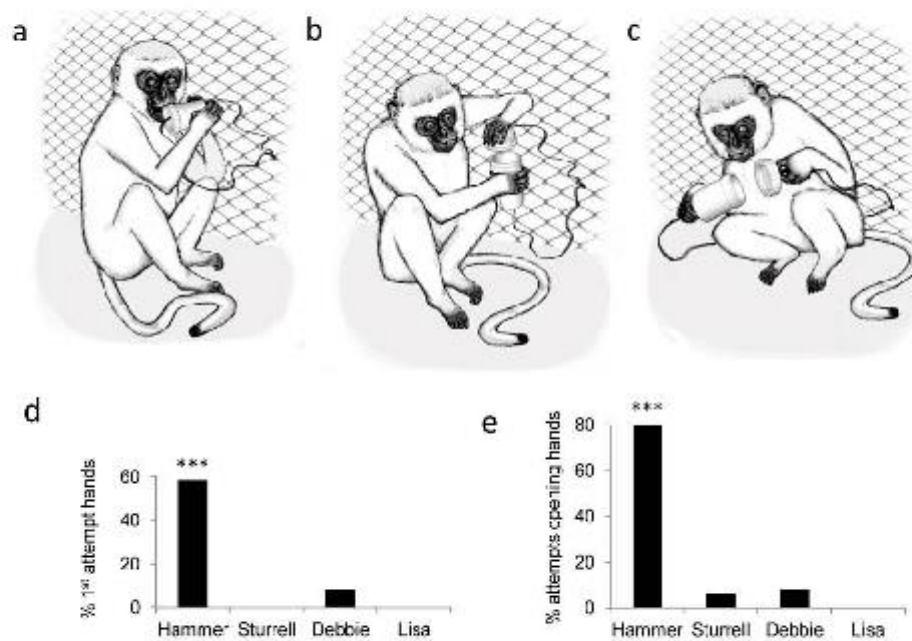 a b c
d
% 1st attempt hands
***
60
40
20
0
Hammer Sturrell Debbie Lisa
e
% attempts opening hands
***
80
60
40
20
0
Hammer Sturrell Debbie Lisa